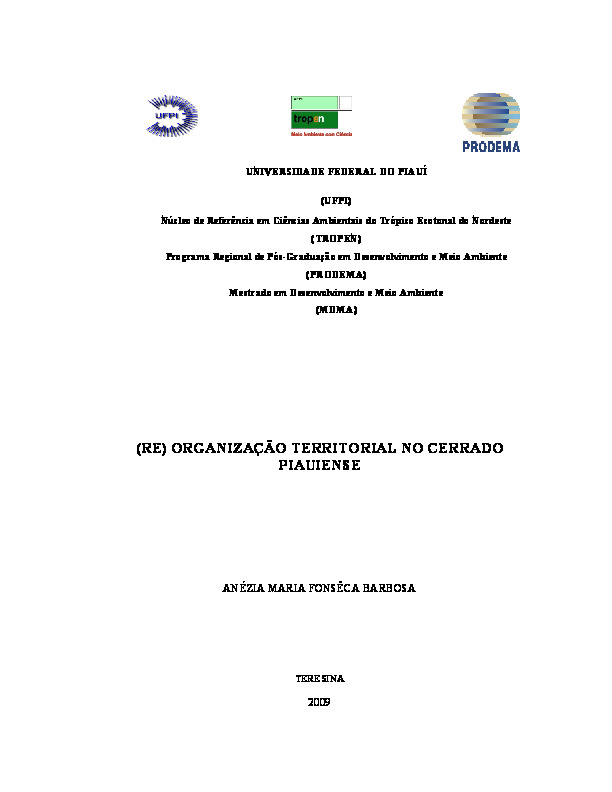 UFPI
UFPI
tropen
Meio Ambiente com Ciência
PRODEMA
UNIVERSIDADE FEDERAL DO PIAUÍ
(UFPI)
Núcleo de Referência em Ciências Ambientais do Trópico Ecotonal do Nordeste
(TROPEN)
Programa Regional de Pós-Graduação em Desenvolvimento e Meio Ambiente
(PRODEMA)
Mestrado em Desenvolvimento e Meio Ambiente
(MDMA)
(RE) ORGANIZAÇÃO TERRITORIAL NO CERRADO
PIAUIENSE
ANÉZIA MARIA FONSÊCA BARBOSA
TERESINA
2009